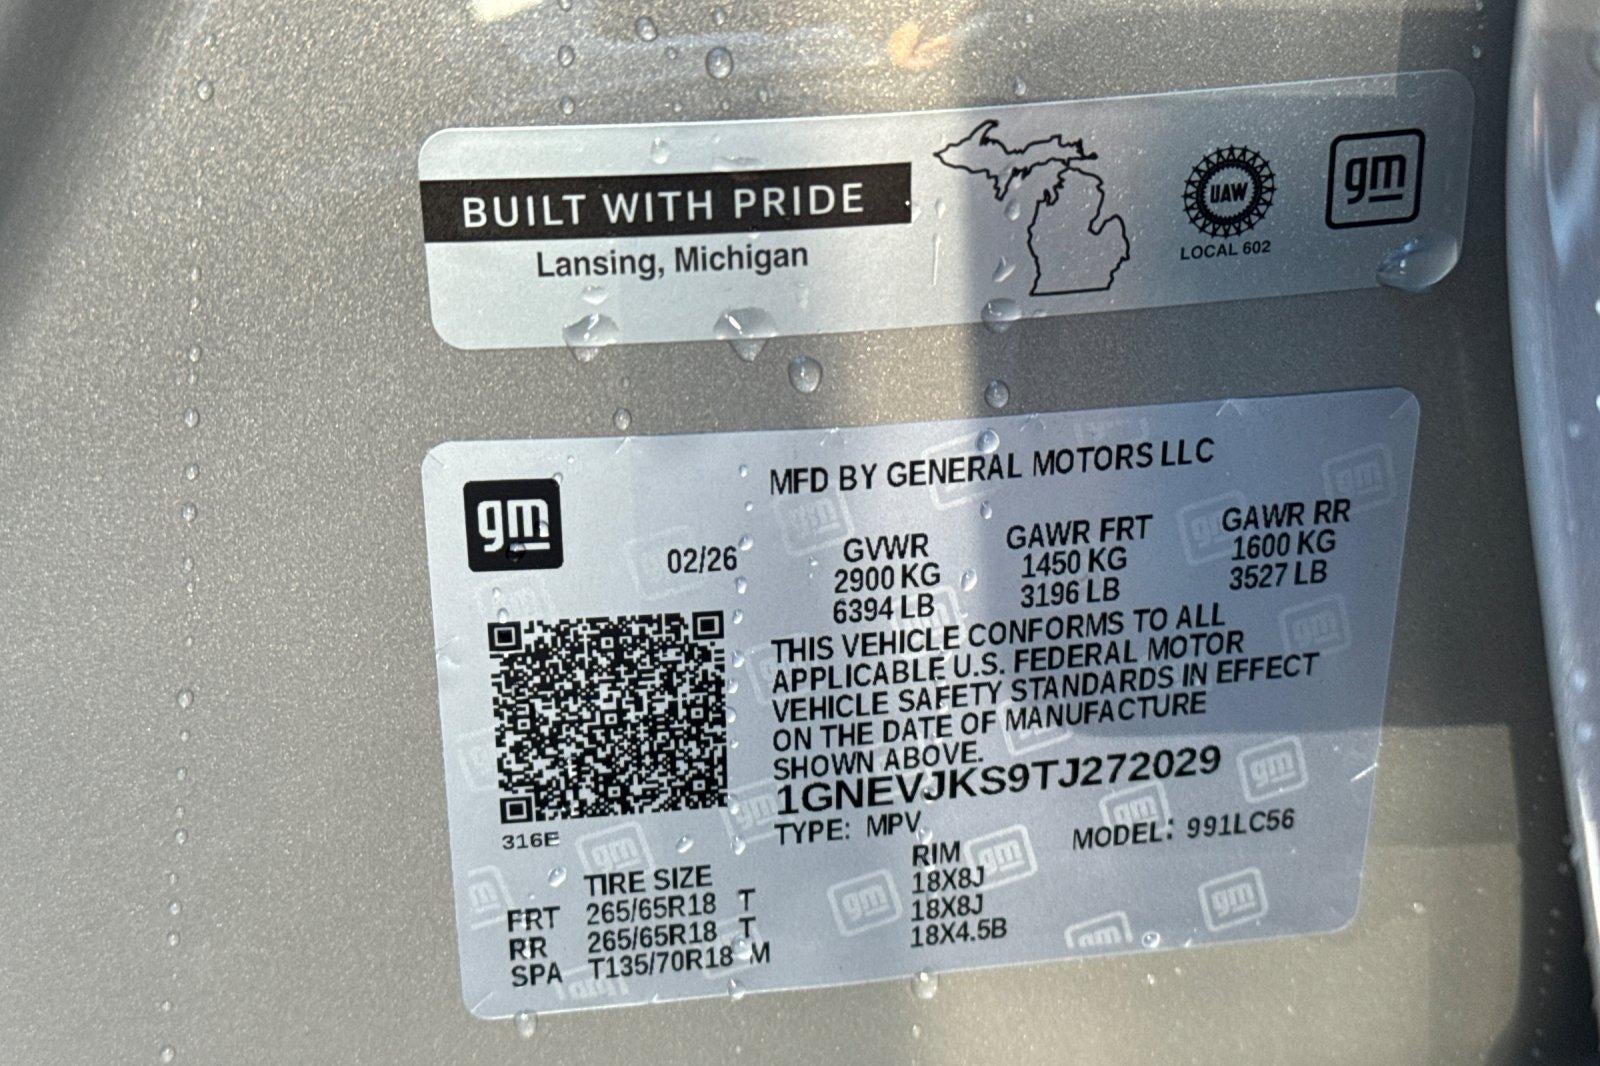 BUILT WITH PRIDE
Lansing, Michigan
UAW
LOCAL 602
gm
gm
MFD BY GENERAL MOTORS LLC
02/26
GVWR GAWR FRT GAWR RR
2900 KG 1450 KG 1600 KG
6394 LB 3196 LB 3527 LB
THIS VEHICLE CONFORMS TO ALL
APPLICABLE U.S. FEDERAL MOTOR
VEHICLE SAFETY STANDARDS IN EFFECT
ON THE DATE OF MANUFACTURE
SHOWN ABOVE.
1GNEVJKS9TJ272029
TYPE: MPV MODEL: 991LC56
316E
TIRE SIZE RIM
FRT 265/65R18 T 18X8J
RR 265/65R18 T 18X8J
SPA T135/70R18 M 18X4.5B